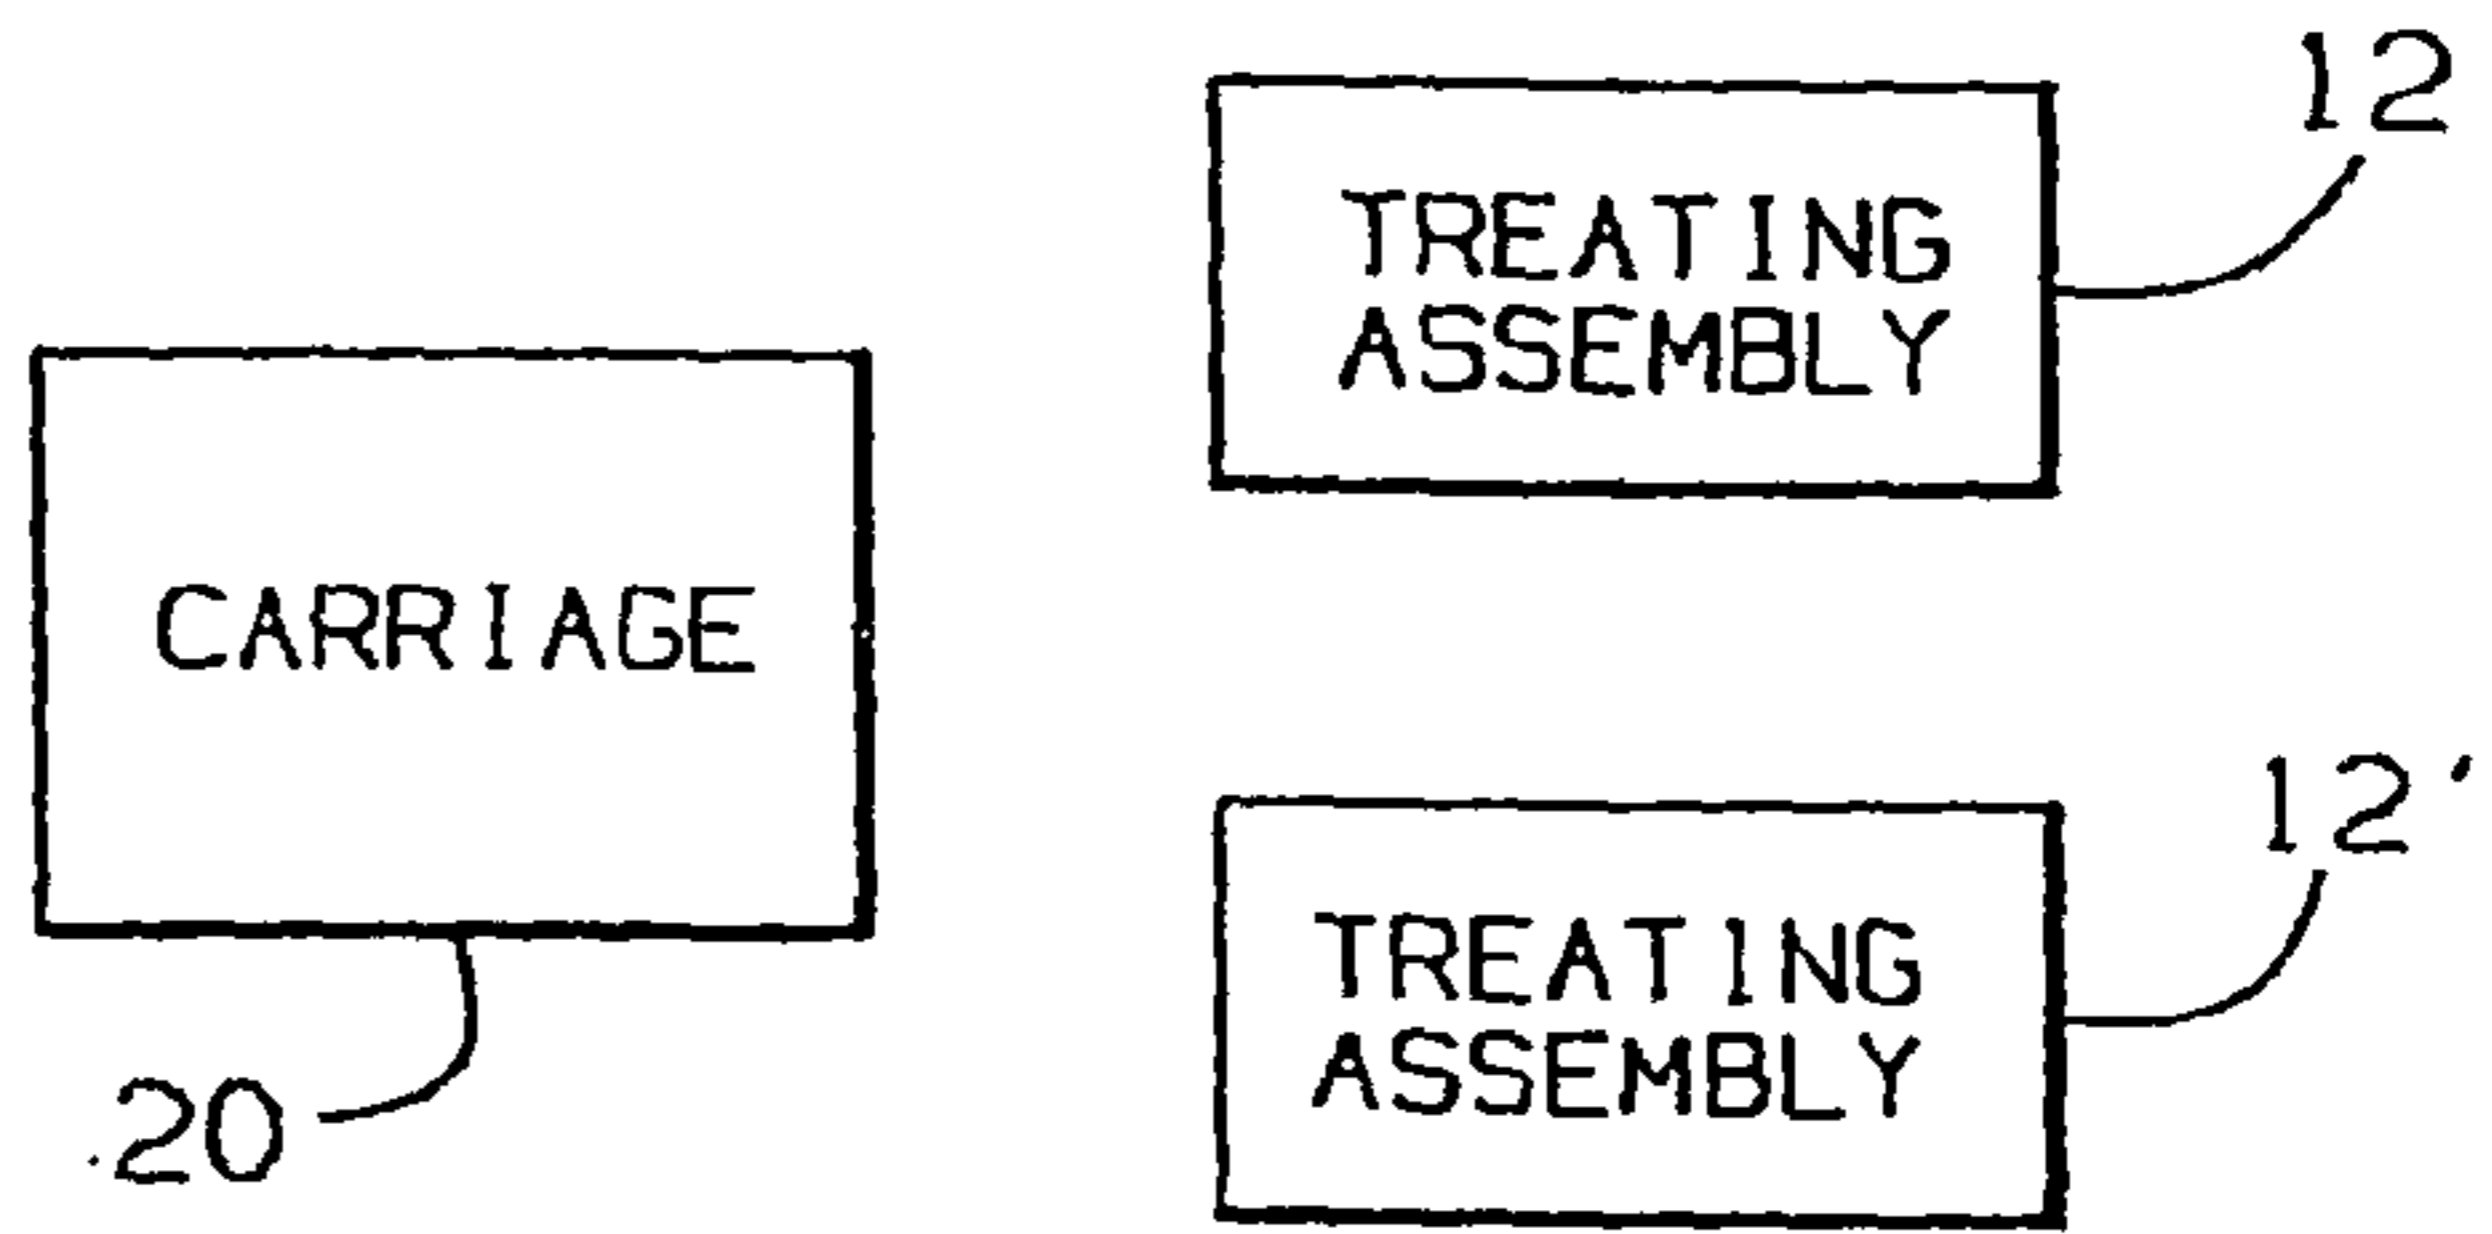 12
TREATING
ASSEMBLY
CARRIAGE
12'
TREATING
ASSEMBLY
20